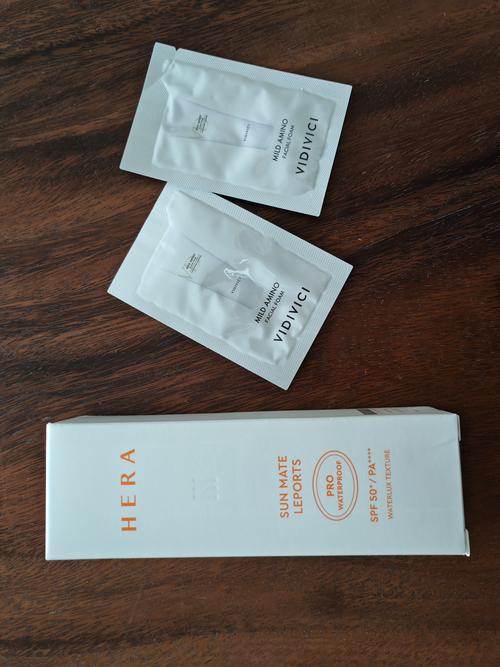 MILD AMINO
FACIAL FOAM
VIDIVICI
MILD AMINO
FACIAL FOAM
VIDIVICI
HERA
SUN MATE
LEPORTS
PRO
WATERPROOF
SPF 50+ / PA++++
WATERLUX TEXTURE